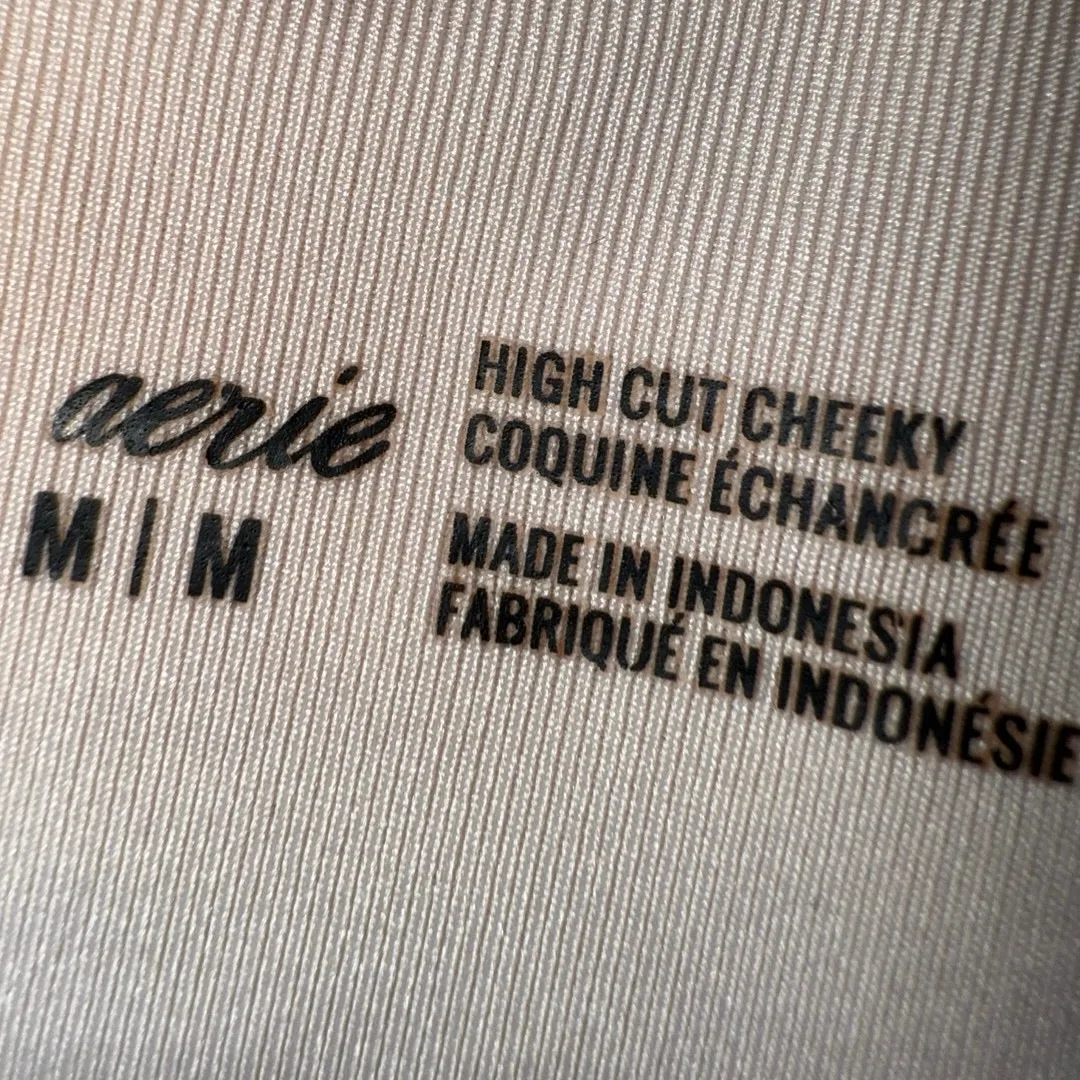 aerie
M | M
HIGH CUT CHEEKY
COQUINE ÉCHANCRÉE
MADE IN INDONESIA
FABRIQUÉ EN INDONÉSIE